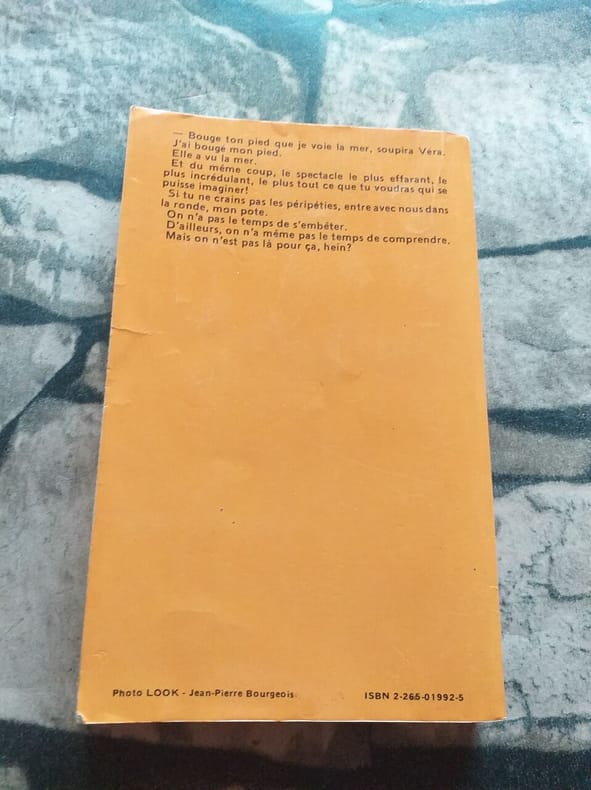 — Bouge ton pied que je voie la mer, soupira Véra.
J'ai bougé mon pied.
Elle a vu la mer.
Et du même coup, le spectacle le plus effarant, le
plus incrédulant, le plus tout ce que tu voudras qui se
puisse imaginer!
Si tu ne crains pas les péripéties, entre avec nous dans
la ronde, mon pote.
On n'a pas le temps de s'embêter.
D'ailleurs, on n'a même pas le temps de comprendre.
Mais on n'est pas là pour ça, hein?
Photo LOOK - Jean-Pierre Bourgeois
ISBN 2-265-01992-5